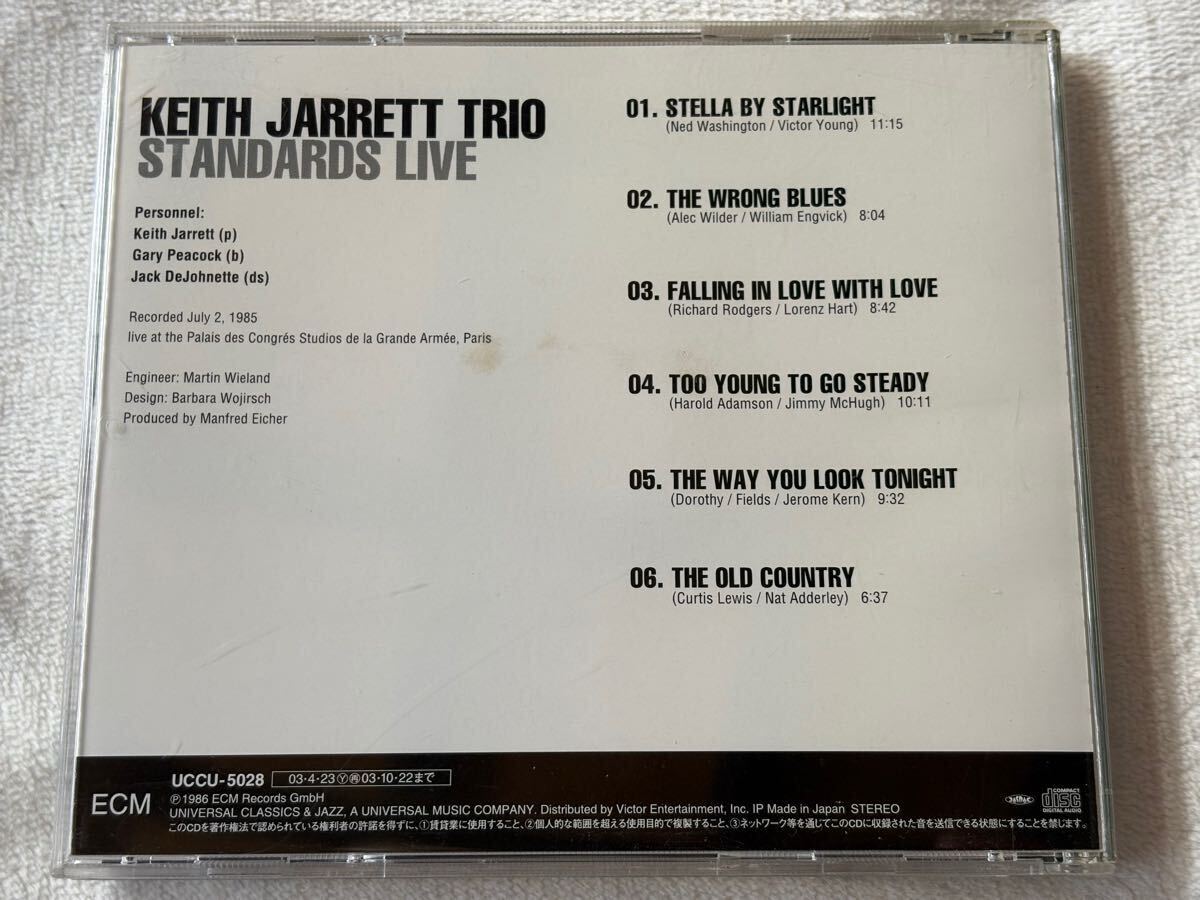 KEITH JARRETT TRIO
STANDARDS LIVE
Personnel:
Keith Jarrett (p)
Gary Peacock (b)
Jack DeJohnette (ds)
Recorded July 2, 1985
live at the Palais des Congrés Studios de la Grande Armée, Paris
Engineer: Martin Wieland
Design: Barbara Wojirsch
Produced by Manfred Eicher
01. STELLA BY STARLIGHT
(Ned Washington / Victor Young) 11:15
02. THE WRONG BLUES
(Alec Wilder / William Engvick) 8:04
03. FALLING IN LOVE WITH LOVE
(Richard Rodgers / Lorenz Hart) 8:42
04. TOO YOUNG TO GO STEADY
(Harold Adamson / Jimmy McHugh) 10:11
05. THE WAY YOU LOOK TONIGHT
(Dorothy / Fields / Jerome Kern) 9:32
06. THE OLD COUNTRY
(Curtis Lewis / Nat Adderley) 6:37
ECM
UCCU-5028 03·4·23Ⓨ㊞03·10·22まで
Ⓟ1986 ECM Records GmbH
UNIVERSAL CLASSICS & JAZZ, A UNIVERSAL MUSIC COMPANY. Distributed by Victor Entertainment, Inc. IP Made in Japan STEREO
このCDを著作権法で認められている権利者の許諾を得ずに、①賃貸業に使用すること、②個人的な範囲を超える使用目的で複製すること、③ネットワーク等を通じてこのCDに収録された音を送信できる状態にすることを禁じます。
COMPACT
disc
DIGITAL AUDIO